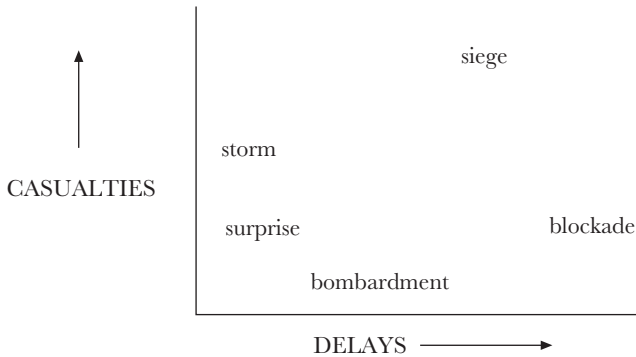 siege
storm
CASUALTIES
surprise
blockade
bombardment
DELAYS